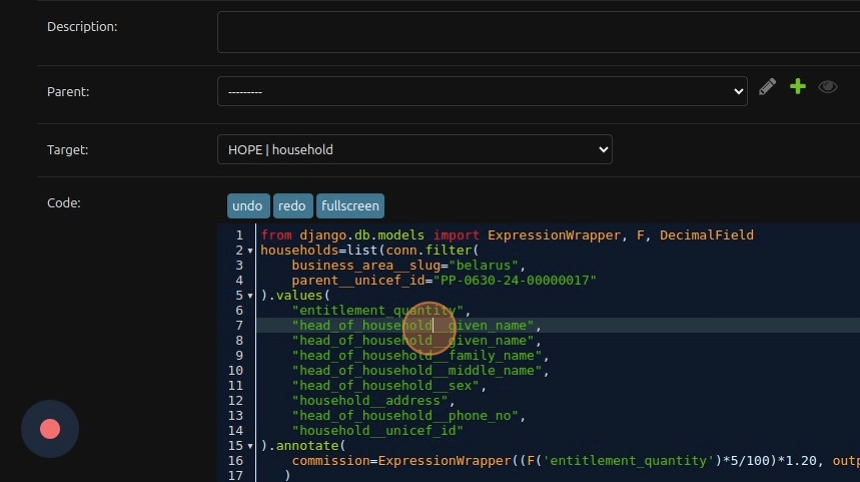 Description:
Parent:
---------
Target:
HOPE | household
Code:
undo redo fullscreen
1 from django.db.models import ExpressionWrapper, F, DecimalField
2 households=list(conn.filter(
3     business_area__slug="belarus",
4     parent__unicef_id="PP-0630-24-00000017"
5 ).values(
6     "entitlement_quantity",
7     "head_of_household__given_name",
8     "head_of_household__given_name",
9     "head_of_household__family_name",
10     "head_of_household__middle_name",
11     "head_of_household__sex",
12     "household__address",
13     "head_of_household__phone_no",
14     "household__unicef_id"
15 ).annotate(
16     commission=ExpressionWrapper((F('entitlement_quantity')*5/100)*1.20, outp
17    )